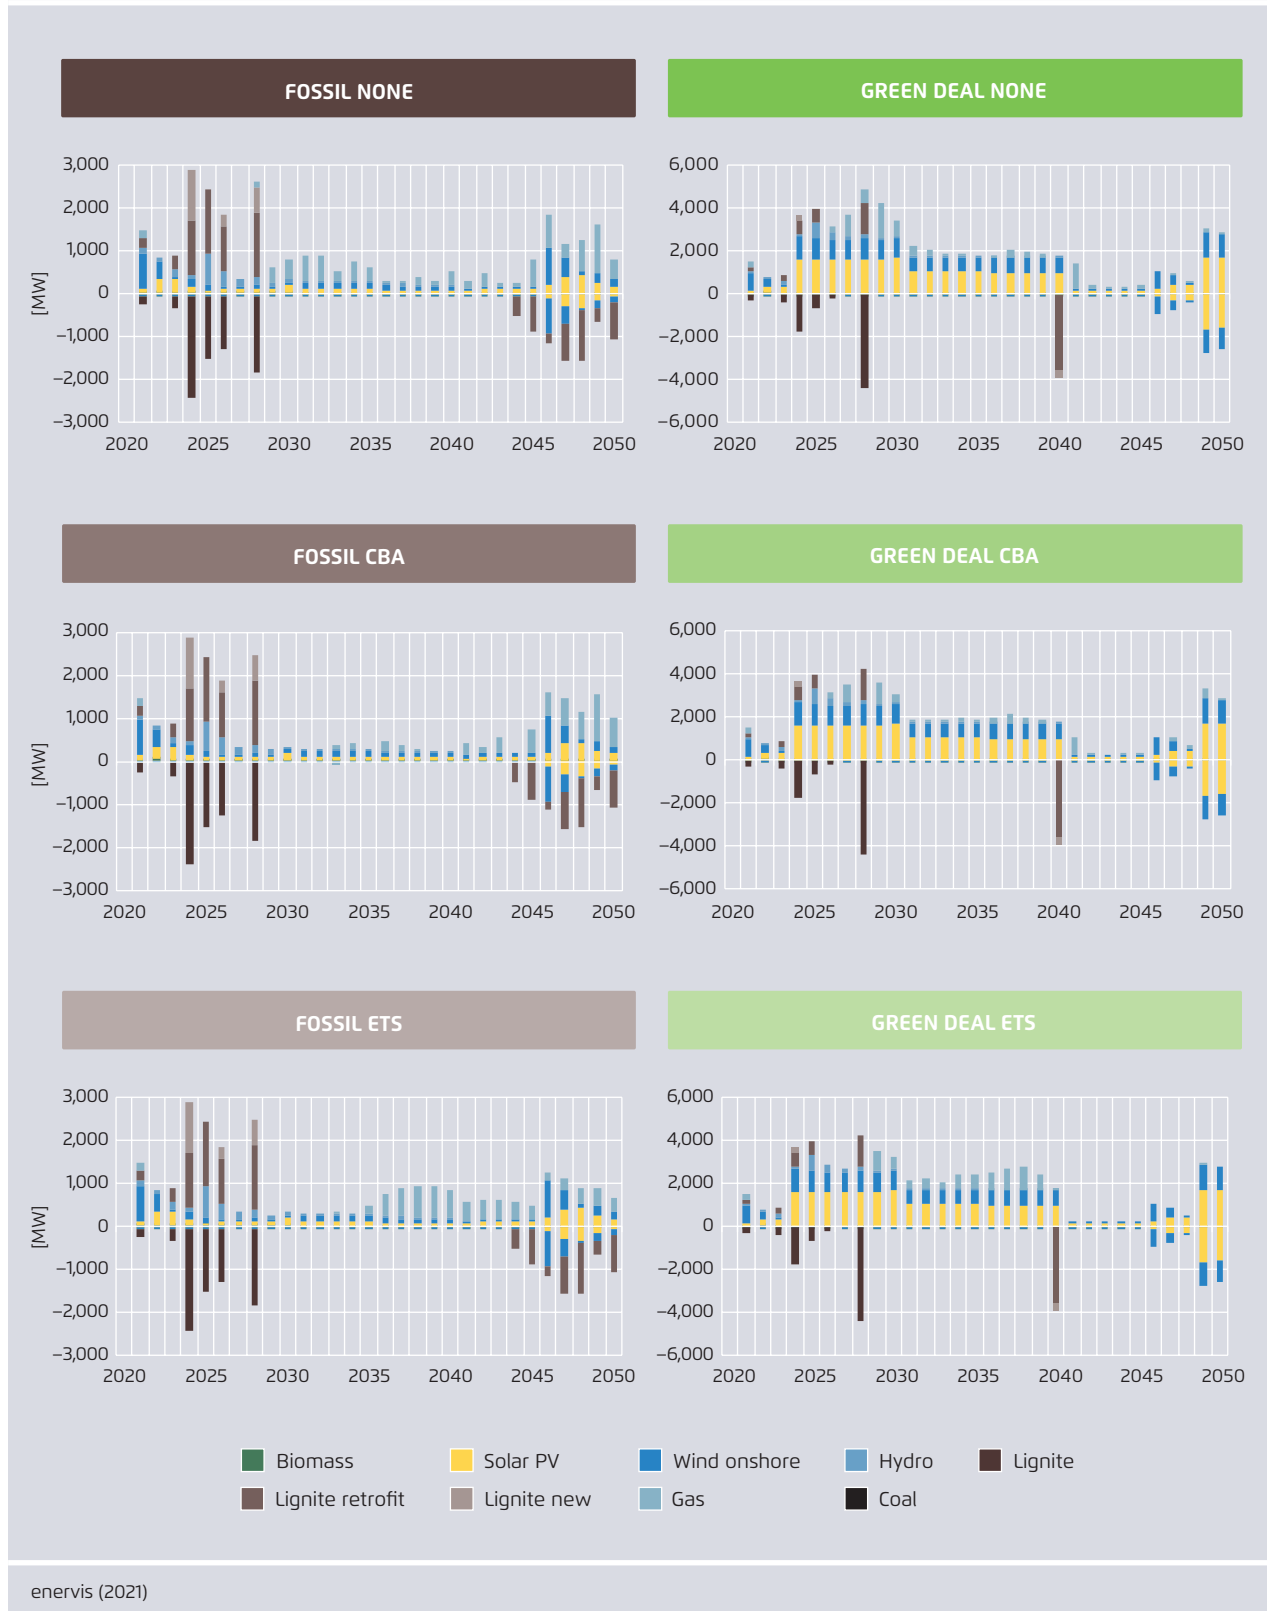 FOSSIL NONE
GREEN DEAL NONE
3,000
2,000
1,000
0
–1,000
–2,000
–3,000
[MW]
2020 2025 2030 2035 2040 2045 2050
6,000
4,000
2,000
0
–2,000
–4,000
–6,000
2020 2025 2030 2035 2040 2045 2050
FOSSIL CBA
GREEN DEAL CBA
3,000
2,000
1,000
0
–1,000
–2,000
–3,000
[MW]
2020 2025 2030 2035 2040 2045 2050
6,000
4,000
2,000
0
–2,000
–4,000
–6,000
2020 2025 2030 2035 2040 2045 2050
FOSSIL ETS
GREEN DEAL ETS
3,000
2,000
1,000
0
–1,000
–2,000
–3,000
[MW]
2020 2025 2030 2035 2040 2045 2050
6,000
4,000
2,000
0
–2,000
–4,000
–6,000
2020 2025 2030 2035 2040 2045 2050
Biomass Solar PV Wind onshore Hydro Lignite
Lignite retrofit Lignite new Gas Coal
enervis (2021)